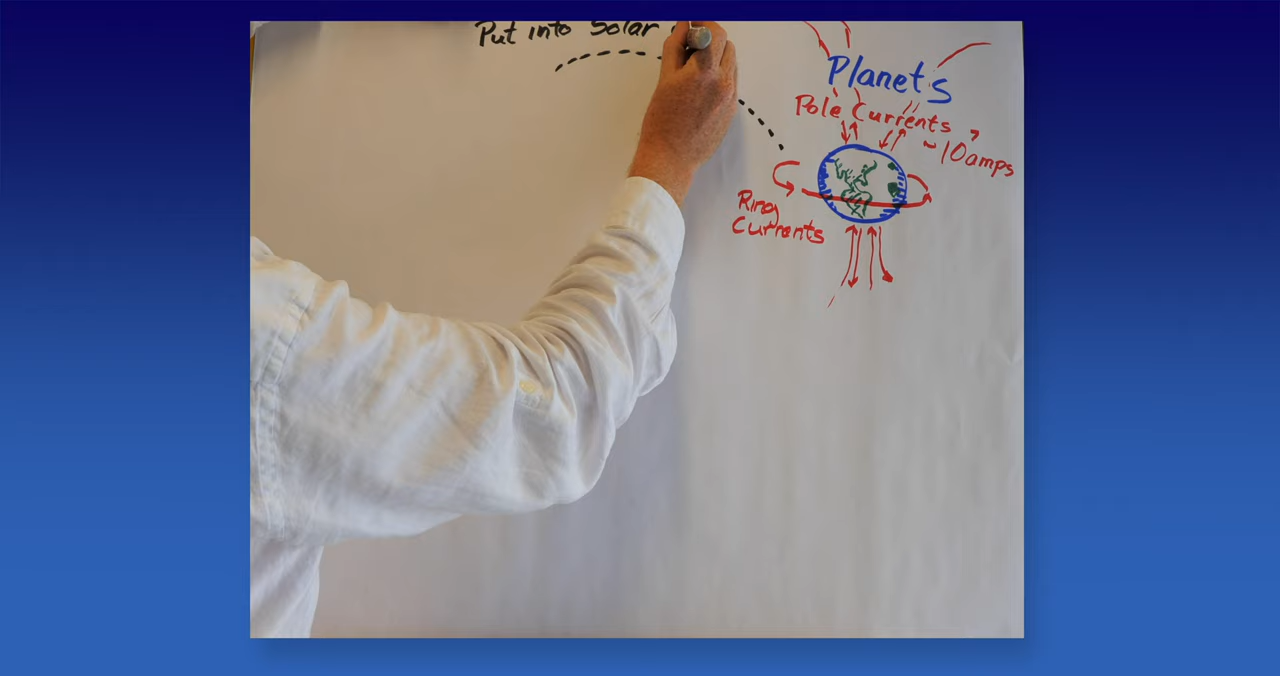 Put into Solar
Planets
Pole Currents
~10amps
Ring
Currents